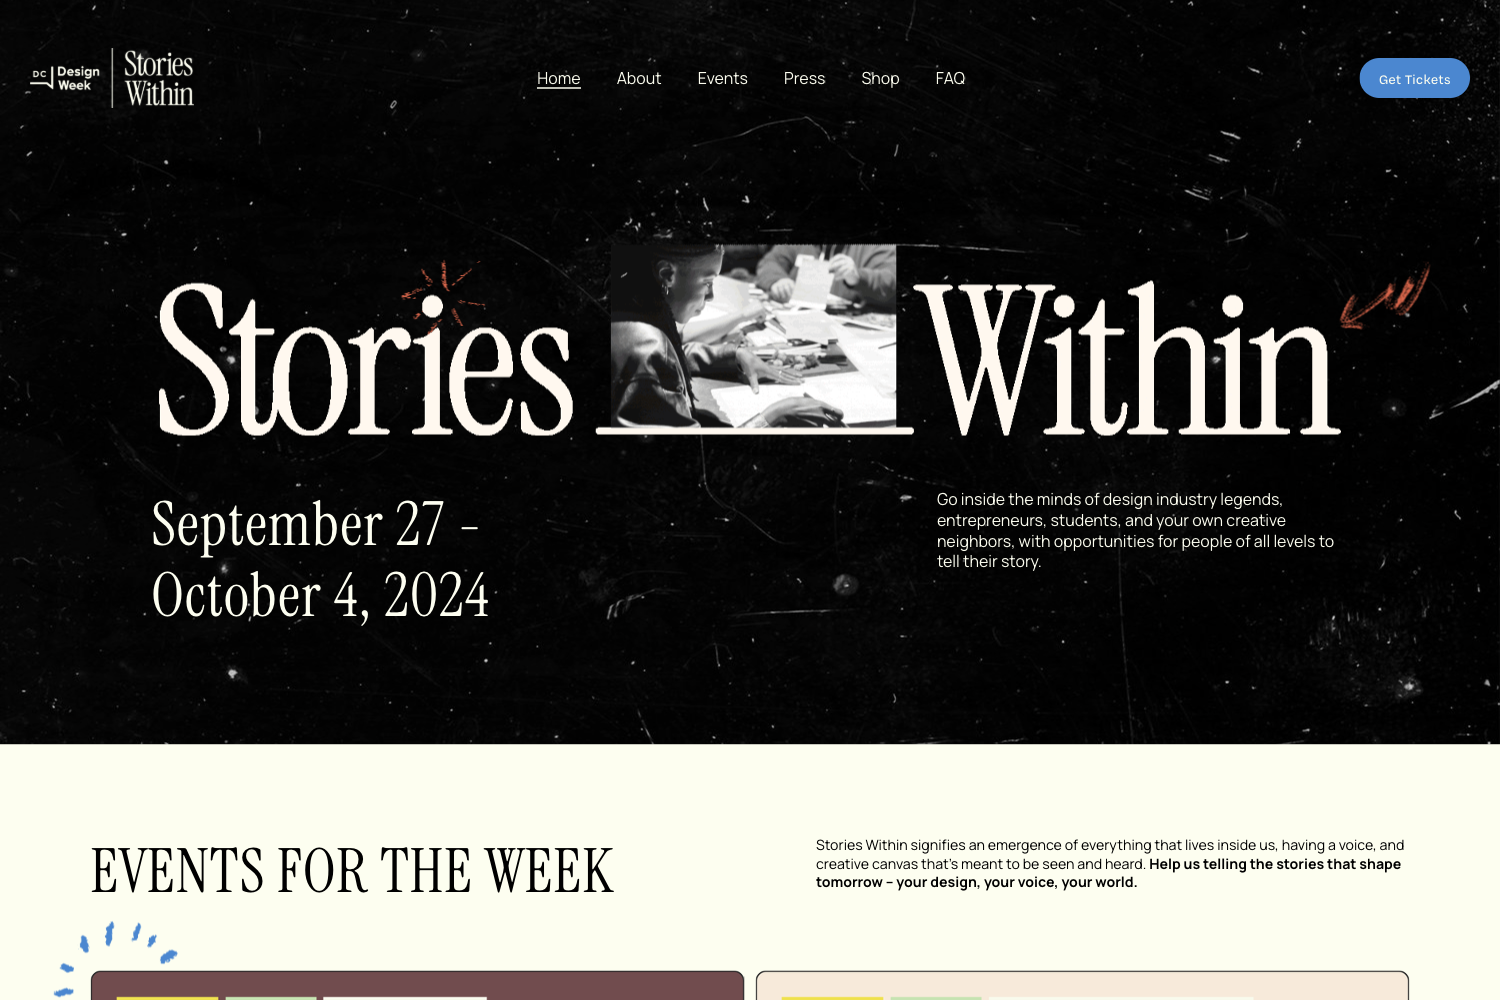 DC Design Week
Stories Within
Home About Events Press Shop FAQ
Get Tickets
Stories Within
September 27 –
October 4, 2024
Go inside the minds of design industry legends,
entrepreneurs, students, and your own creative
neighbors, with opportunities for people of all levels to
tell their story.
EVENTS FOR THE WEEK
Stories Within signifies an emergence of everything that lives inside us, having a voice, and
creative canvas that's meant to be seen and heard. Help us telling the stories that shape
tomorrow – your design, your voice, your world.